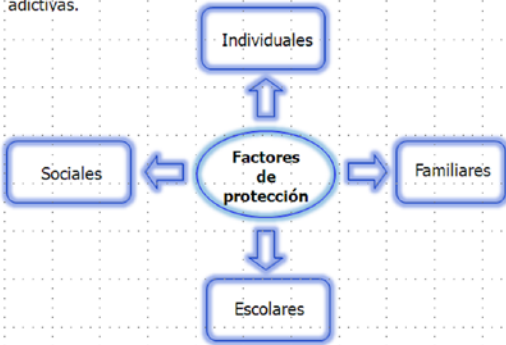 adictivas.
Individuales
Sociales
Factores
de
protección
Familiares
Escolares